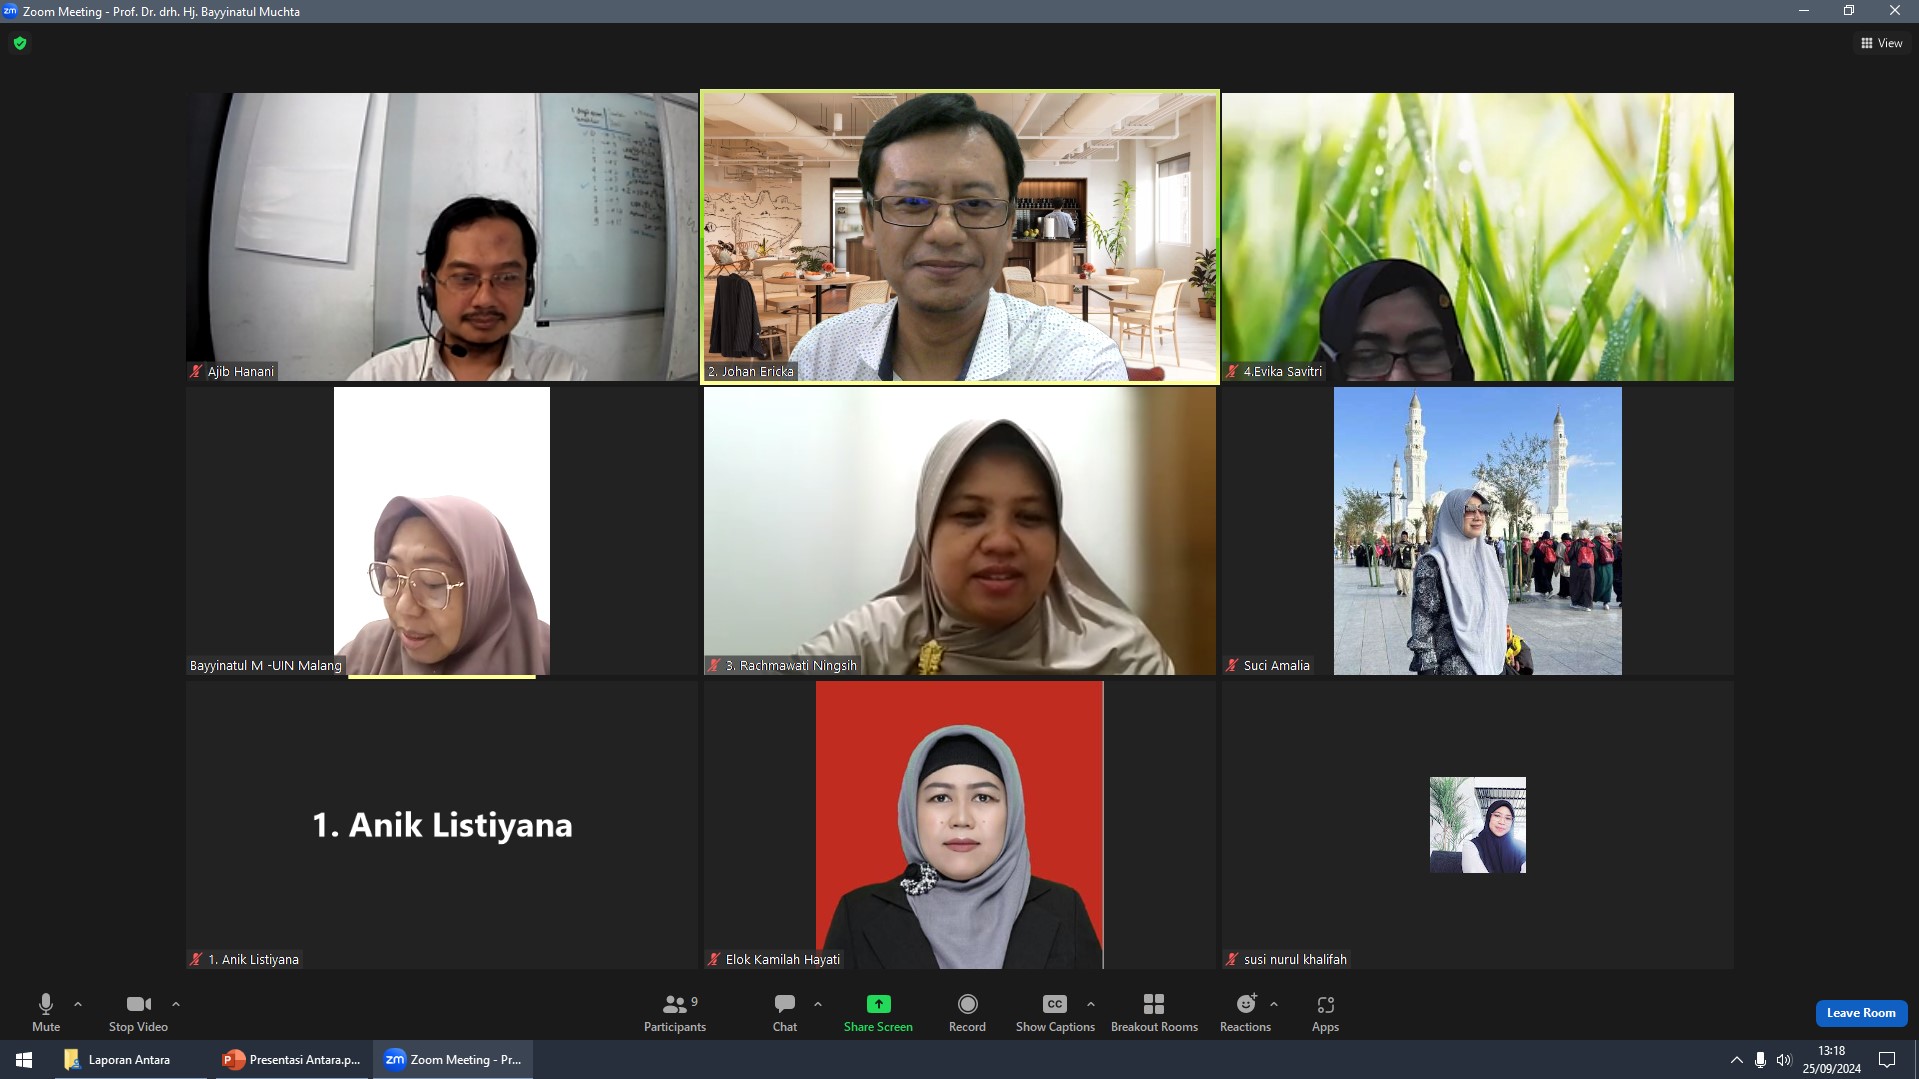 zm Zoom Meeting - Prof. Dr. drh. Hj. Bayyinatul Muchta
View
Ajib Hanani
2. Johan Ericka
4.Evika Savitri
Bayyinatul M -UIN Malang
3. Rachmawati Ningsih
Suci Amalia
1. Anik Listiyana
1. Anik Listiyana
Elok Kamilah Hayati
susi nurul khalifah
Mute
Stop Video
9
Participants
Chat
Share Screen
Record
CC
Show Captions
Breakout Rooms
Reactions
Apps
Leave Room
Laporan Antara
P Presentasi Antara.p...
zm Zoom Meeting - Pr...
13:18
25/09/2024